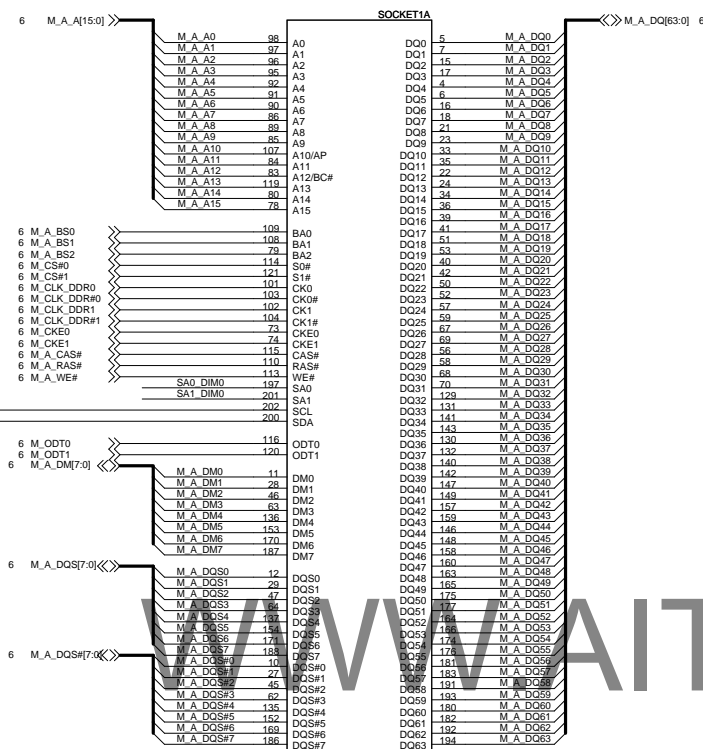 SOCKET1A
6 M_A_A[15:0]
M_A_A0 98 A0
M_A_A1 97 A1
M_A_A2 96 A2
M_A_A3 95 A3
M_A_A4 92 A4
M_A_A5 91 A5
M_A_A6 90 A6
M_A_A7 86 A7
M_A_A8 89 A8
M_A_A9 85 A9
M_A_A10 107 A10/AP
M_A_A11 84 A11
M_A_A12 83 A12/BC#
M_A_A13 119 A13
M_A_A14 80 A14
M_A_A15 78 A15
6 M_A_BS0 109 BA0
6 M_A_BS1 108 BA1
6 M_A_BS2 79 BA2
6 M_CS#0 114 S0#
6 M_CS#1 121 S1#
6 M_CLK_DDR0 101 CK0
6 M_CLK_DDR#0 103 CK0#
6 M_CLK_DDR1 102 CK1
6 M_CLK_DDR#1 104 CK1#
6 M_CKE0 73 CKE0
6 M_CKE1 74 CKE1
6 M_A_CAS# 115 CAS#
6 M_A_RAS# 110 RAS#
6 M_A_WE# 113 WE#
SA0_DIM0 197 SA0
SA1_DIM0 201 SA1
202 SCL
200 SDA
6 M_ODT0 116 ODT0
6 M_ODT1 120 ODT1
6 M_A_DM[7:0]
M_A_DM0 11 DM0
M_A_DM1 28 DM1
M_A_DM2 46 DM2
M_A_DM3 63 DM3
M_A_DM4 136 DM4
M_A_DM5 153 DM5
M_A_DM6 170 DM6
M_A_DM7 187 DM7
6 M_A_DQS[7:0]
M_A_DQS0 12 DQS0
M_A_DQS1 29 DQS1
M_A_DQS2 47 DQS2
M_A_DQS3 64 DQS3
M_A_DQS4 137 DQS4
M_A_DQS5 154 DQS5
M_A_DQS6 171 DQS6
M_A_DQS7 188 DQS7
6 M_A_DQS#[7:0]
M_A_DQS#0 10 DQS#0
M_A_DQS#1 27 DQS#1
M_A_DQS#2 45 DQS#2
M_A_DQS#3 62 DQS#3
M_A_DQS#4 135 DQS#4
M_A_DQS#5 152 DQS#5
M_A_DQS#6 169 DQS#6
M_A_DQS#7 186 DQS#7
M_A_DQ[63:0] 6
DQ0 5 M_A_DQ0
DQ1 7 M_A_DQ1
DQ2 15 M_A_DQ2
DQ3 17 M_A_DQ3
DQ4 4 M_A_DQ4
DQ5 6 M_A_DQ5
DQ6 16 M_A_DQ6
DQ7 18 M_A_DQ7
DQ8 21 M_A_DQ8
DQ9 23 M_A_DQ9
DQ10 33 M_A_DQ10
DQ11 35 M_A_DQ11
DQ12 22 M_A_DQ12
DQ13 24 M_A_DQ13
DQ14 34 M_A_DQ14
DQ15 36 M_A_DQ15
DQ16 39 M_A_DQ16
DQ17 41 M_A_DQ17
DQ18 51 M_A_DQ18
DQ19 53 M_A_DQ19
DQ20 40 M_A_DQ20
DQ21 42 M_A_DQ21
DQ22 50 M_A_DQ22
DQ23 52 M_A_DQ23
DQ24 57 M_A_DQ24
DQ25 59 M_A_DQ25
DQ26 67 M_A_DQ26
DQ27 69 M_A_DQ27
DQ28 56 M_A_DQ28
DQ29 58 M_A_DQ29
DQ30 68 M_A_DQ30
DQ31 70 M_A_DQ31
DQ32 129 M_A_DQ32
DQ33 131 M_A_DQ33
DQ34 141 M_A_DQ34
DQ35 143 M_A_DQ35
DQ36 130 M_A_DQ36
DQ37 132 M_A_DQ37
DQ38 140 M_A_DQ38
DQ39 142 M_A_DQ39
DQ40 147 M_A_DQ40
DQ41 149 M_A_DQ41
DQ42 157 M_A_DQ42
DQ43 159 M_A_DQ43
DQ44 146 M_A_DQ44
DQ45 148 M_A_DQ45
DQ46 158 M_A_DQ46
DQ47 160 M_A_DQ47
DQ48 163 M_A_DQ48
DQ49 165 M_A_DQ49
DQ50 175 M_A_DQ50
DQ51 177 M_A_DQ51
DQ52 164 M_A_DQ52
DQ53 166 M_A_DQ53
DQ54 174 M_A_DQ54
DQ55 176 M_A_DQ55
DQ56 181 M_A_DQ56
DQ57 183 M_A_DQ57
DQ58 191 M_A_DQ58
DQ59 193 M_A_DQ59
DQ60 180 M_A_DQ60
DQ61 182 M_A_DQ61
DQ62 192 M_A_DQ62
DQ63 194 M_A_DQ63
WWW.AIT